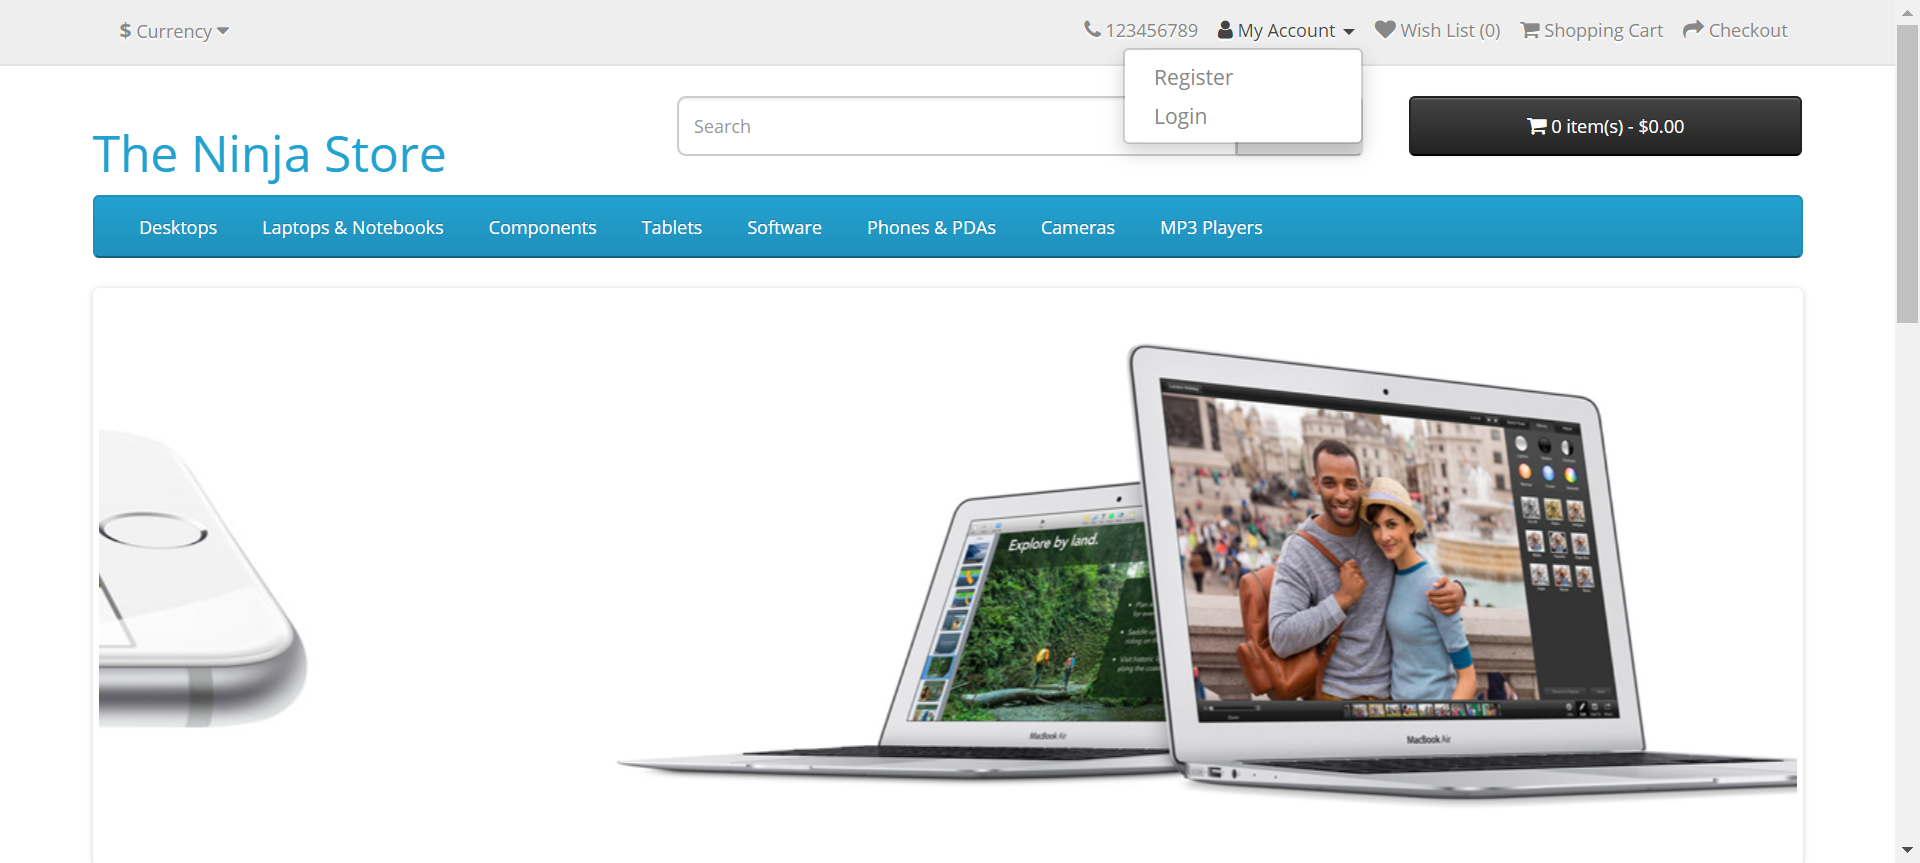 $ Currency
123456789 My Account Wish List (0) Shopping Cart Checkout
Register
Login
The Ninja Store
Search
0 item(s) - $0.00
Desktops Laptops & Notebooks Components Tablets Software Phones & PDAs Cameras MP3 Players
Explore by land.
MacBook Air
MacBook Air